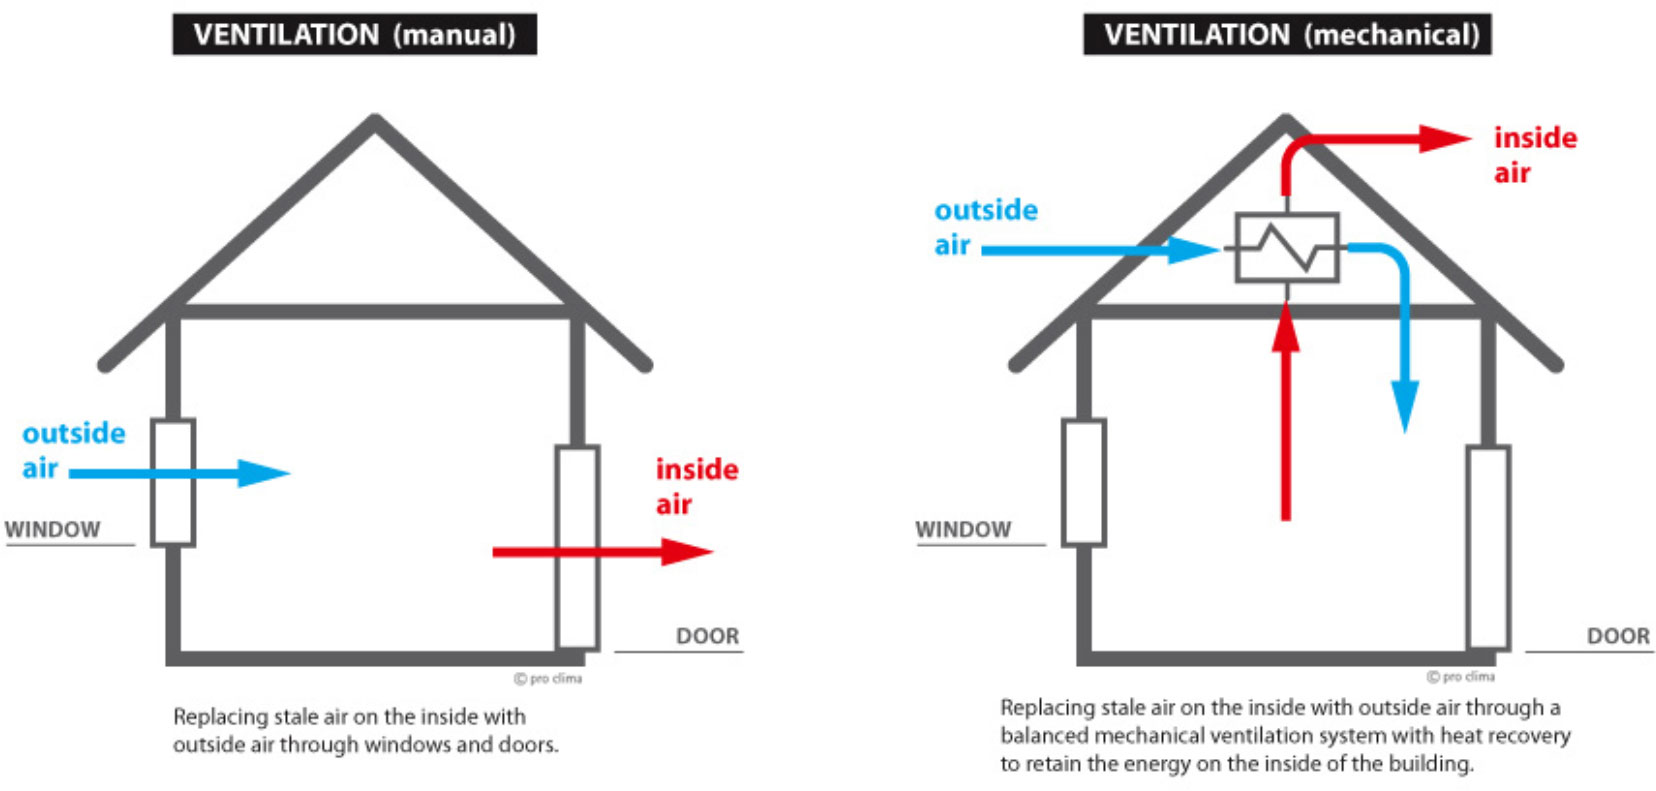 VENTILATION (manual)
outside
air
WINDOW
inside
air
DOOR
© pro clima
Replacing stale air on the inside with
outside air through windows and doors.
VENTILATION (mechanical)
inside
air
outside
air
WINDOW
DOOR
© pro clima
Replacing stale air on the inside with outside air through a
balanced mechanical ventilation system with heat recovery
to retain the energy on the inside of the building.